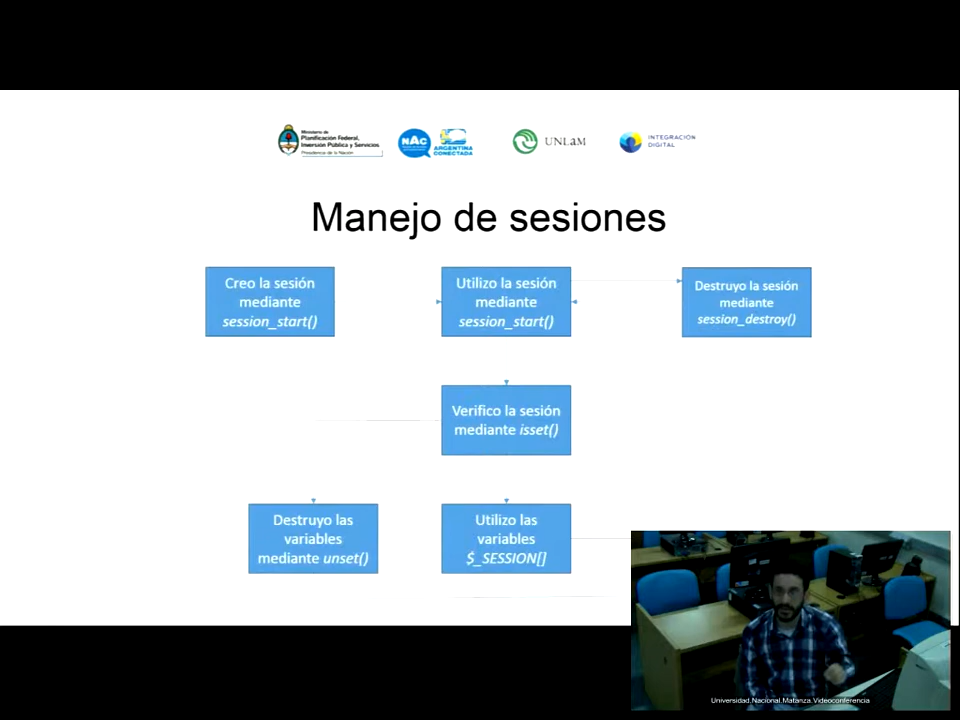 Ministerio de
Planificación Federal,
Inversión Pública y Servicios
Presidencia de la Nación
NAC
ARGENTINA
CONECTADA
UNLaM
INTEGRACIÓN
DIGITAL
Manejo de sesiones
Creo la sesión
mediante
session_start()
Utilizo la sesión
mediante
session_start()
Destruyo la sesión
mediante
session_destroy()
Verifico la sesión
mediante isset()
Destruyo las
variables
mediante unset()
Utilizo las
variables
$_SESSION[]
Universidad.Nacional.Matanza.Videoconferencia